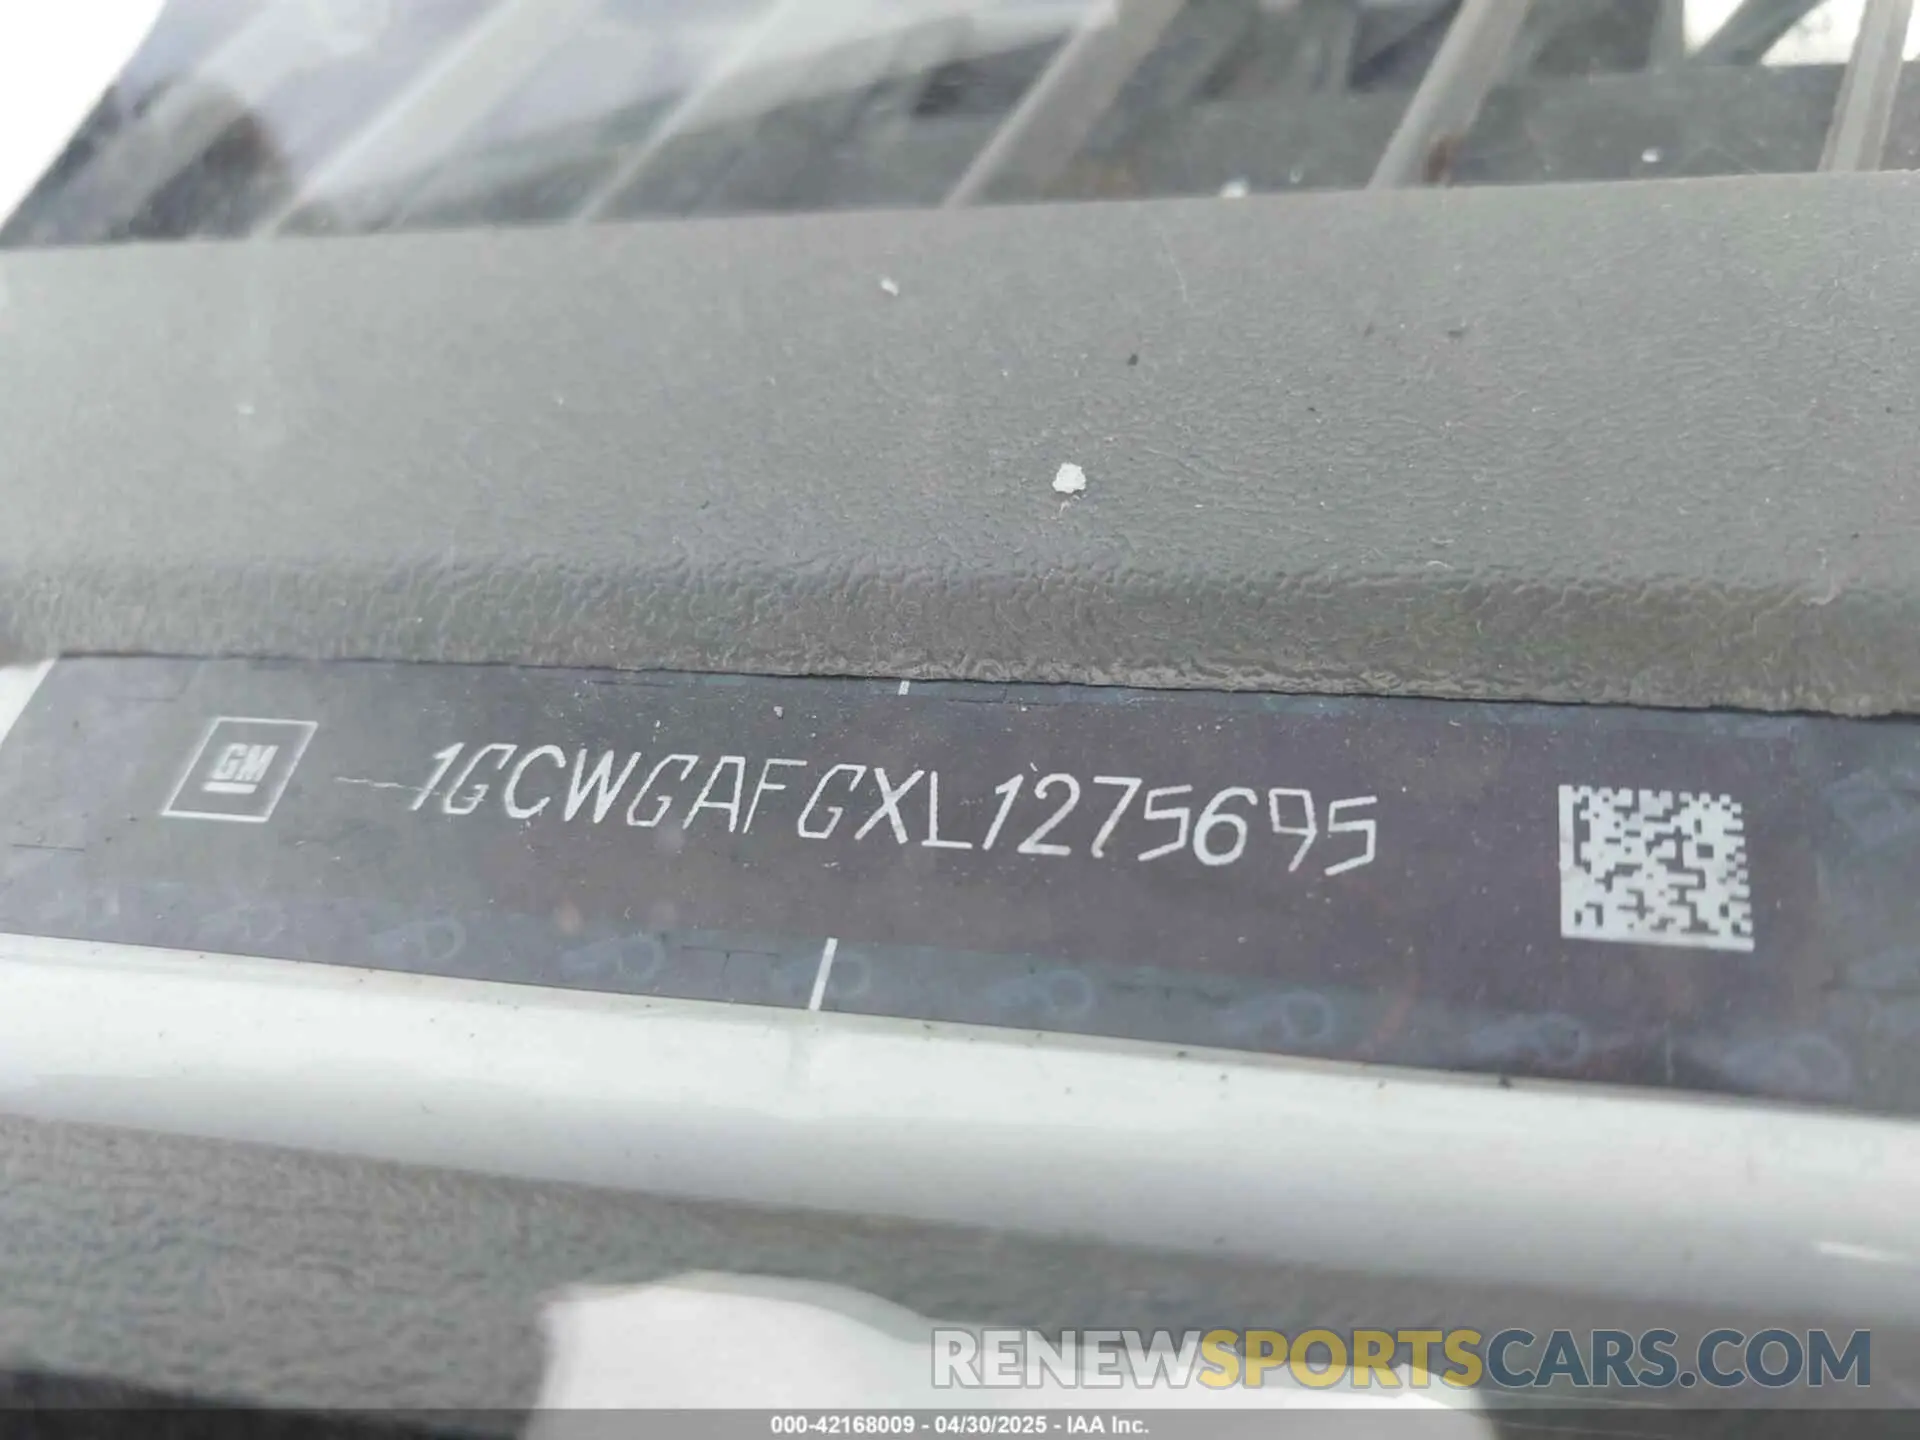 GM 1GCWGAFGXL1275695
RENEWSPORTSCARS.COM
000-42168009 - 04/30/2025 - IAA Inc.